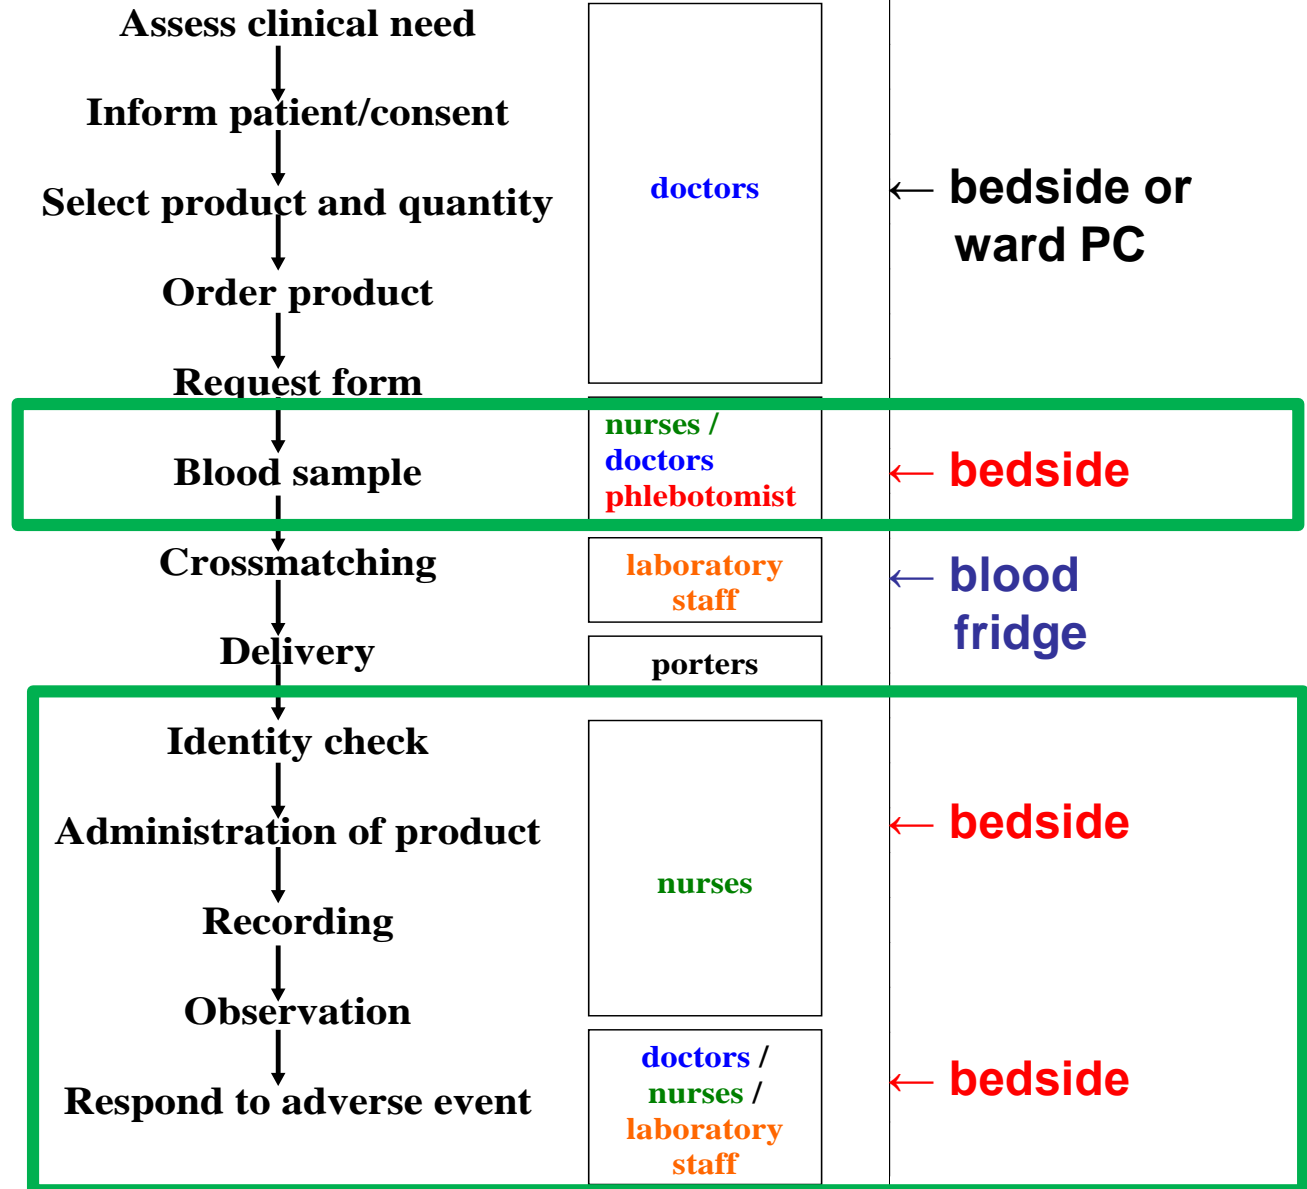 Assess clinical need
Inform patient/consent
Select product and quantity
Order product
Request form
Blood sample
Crossmatching
Delivery
Identity check
Administration of product
Recording
Observation
Respond to adverse event
doctors
nurses /
doctors
phlebotomist
laboratory
staff
porters
nurses
doctors /
nurses /
laboratory
staff
← bedside or
ward PC
← bedside
← blood
fridge
← bedside
← bedside